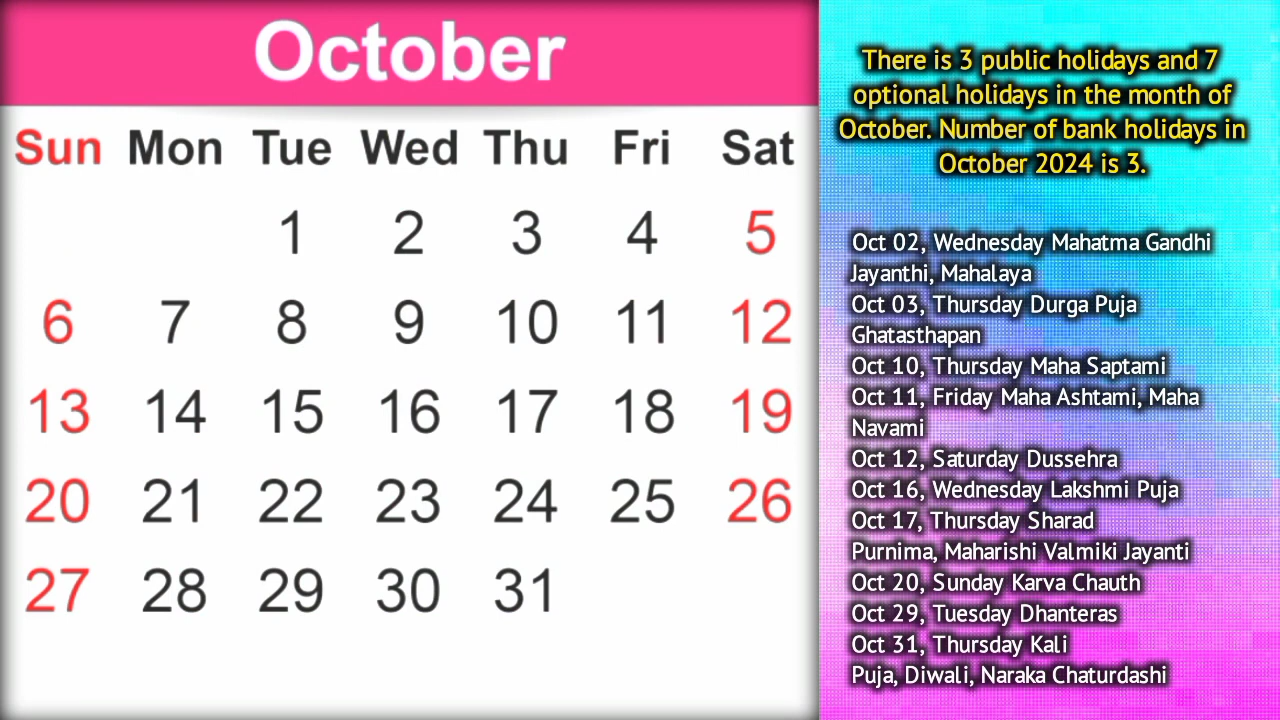 October
Sun Mon Tue Wed Thu Fri Sat
1 2 3 4 5
6 7 8 9 10 11 12
13 14 15 16 17 18 19
20 21 22 23 24 25 26
27 28 29 30 31
There is 3 public holidays and 7
optional holidays in the month of
October. Number of bank holidays in
October 2024 is 3.
Oct 02, Wednesday Mahatma Gandhi
Jayanthi, Mahalaya
Oct 03, Thursday Durga Puja
Ghatasthapan
Oct 10, Thursday Maha Saptami
Oct 11, Friday Maha Ashtami, Maha
Navami
Oct 12, Saturday Dussehra
Oct 16, Wednesday Lakshmi Puja
Oct 17, Thursday Sharad
Purnima, Maharishi Valmiki Jayanti
Oct 20, Sunday Karva Chauth
Oct 29, Tuesday Dhanteras
Oct 31, Thursday Kali
Puja, Diwali, Naraka Chaturdashi